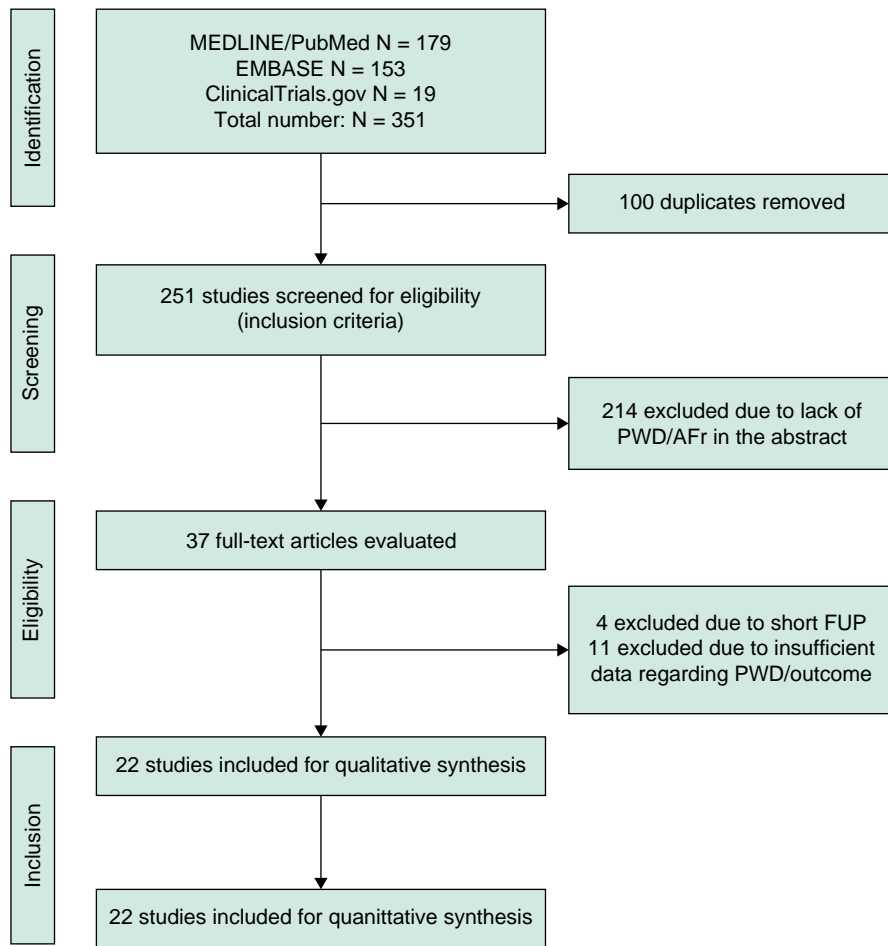 Identification
MEDLINE/PubMed N = 179
EMBASE N = 153
ClinicalTrials.gov N = 19
Total number: N = 351
100 duplicates removed
Screening
251 studies screened for eligibility
(inclusion criteria)
214 excluded due to lack of
PWD/AFr in the abstract
Eligibility
37 full-text articles evaluated
4 excluded due to short FUP
11 excluded due to insufficient
data regarding PWD/outcome
Inclusion
22 studies included for qualitative synthesis
22 studies included for quanittative synthesis